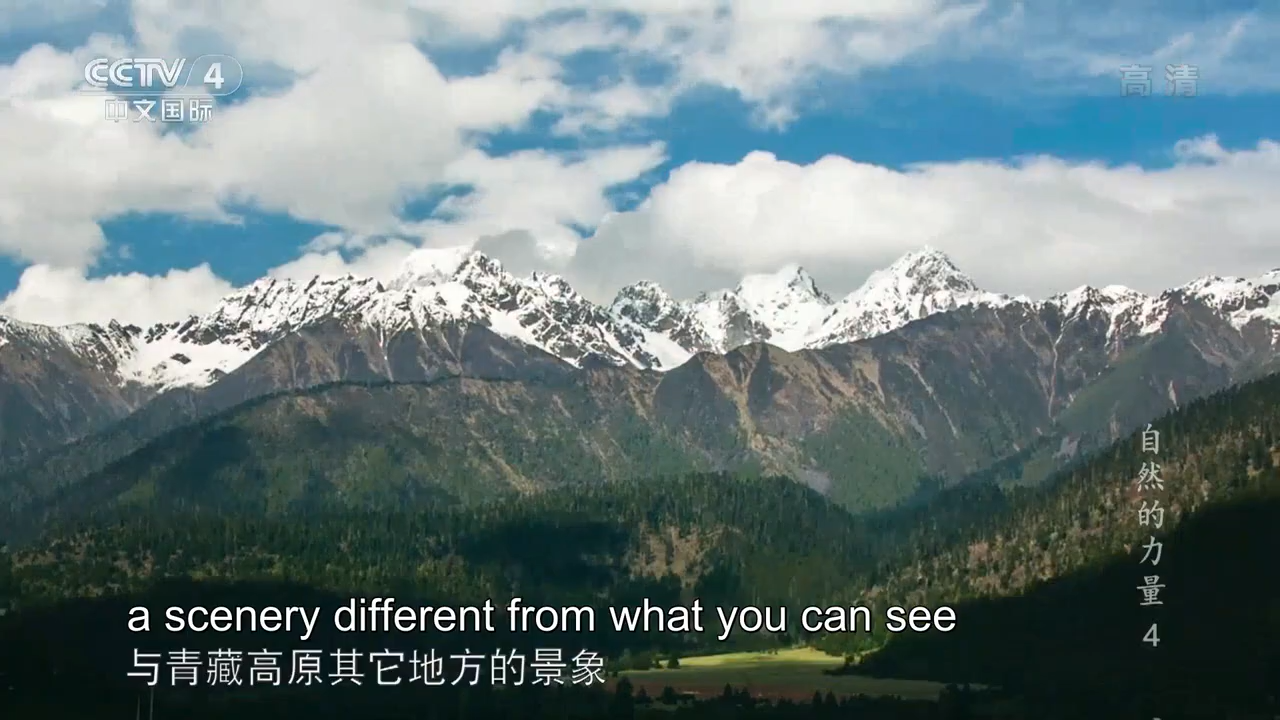 CCTV 4
中文国际
高清
自然的力量 4
a scenery different from what you can see
与青藏高原其它地方的景象